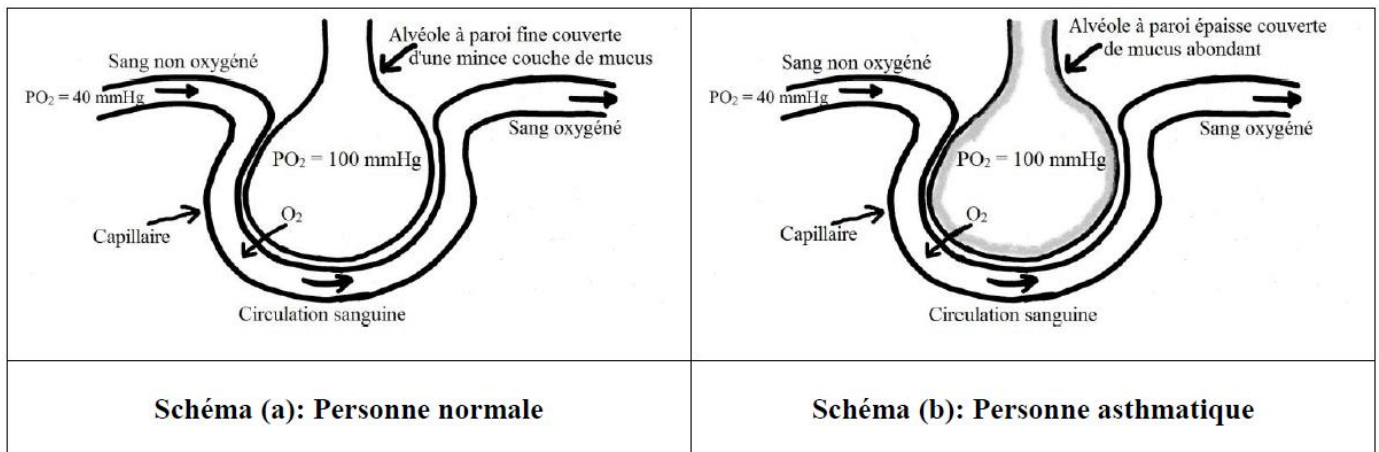 Alvéole à paroi fine couverte
d'une mince couche de mucus
Sang non oxygéné
PO₂ = 40 mmHg
Sang oxygéné
PO₂ = 100 mmHg
O₂
Capillaire
Circulation sanguine
Schéma (a): Personne normale
Alvéole à paroi épaisse couverte
de mucus abondant
Sang non oxygéné
PO₂ = 40 mmHg
Sang oxygéné
PO₂ = 100 mmHg
O₂
Capillaire
Circulation sanguine
Schéma (b): Personne asthmatique